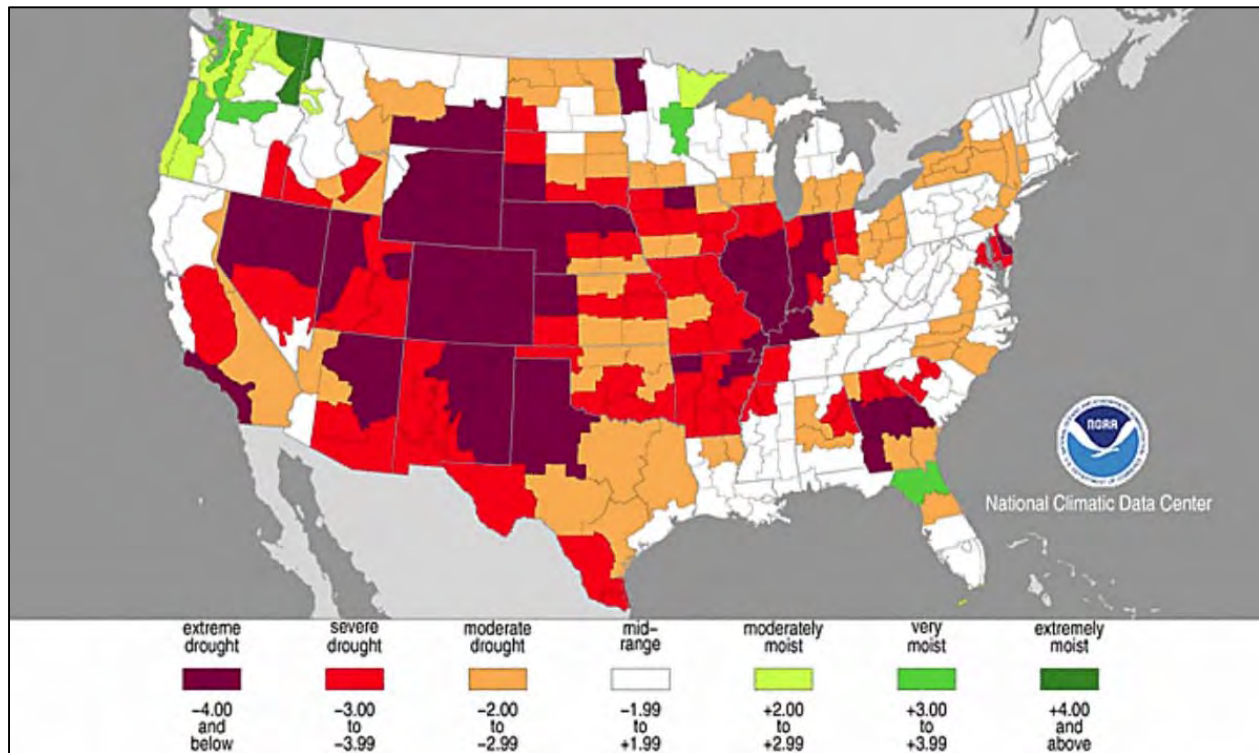 NOAA
National Climatic Data Center
extreme drought
severe drought
moderate drought
mid-range
moderately moist
very moist
extremely moist
−4.00 and below
−3.00 to −3.99
−2.00 to −2.99
−1.99 to +1.99
+2.00 to +2.99
+3.00 to +3.99
+4.00 and above